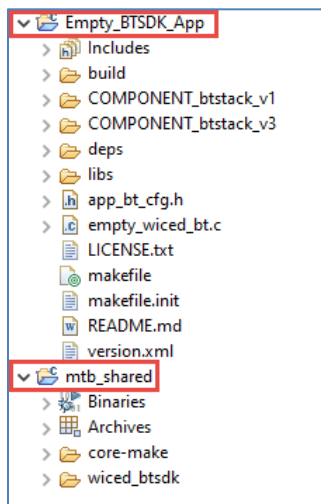 Empty_BTSDK_App
Includes
build
COMPONENT_btstack_v1
COMPONENT_btstack_v3
deps
libs
app_bt_cfg.h
empty_wiced_bt.c
LICENSE.txt
makefile
makefile.init
README.md
version.xml
mtb_shared
Binaries
Archives
core-make
wiced_btsdk